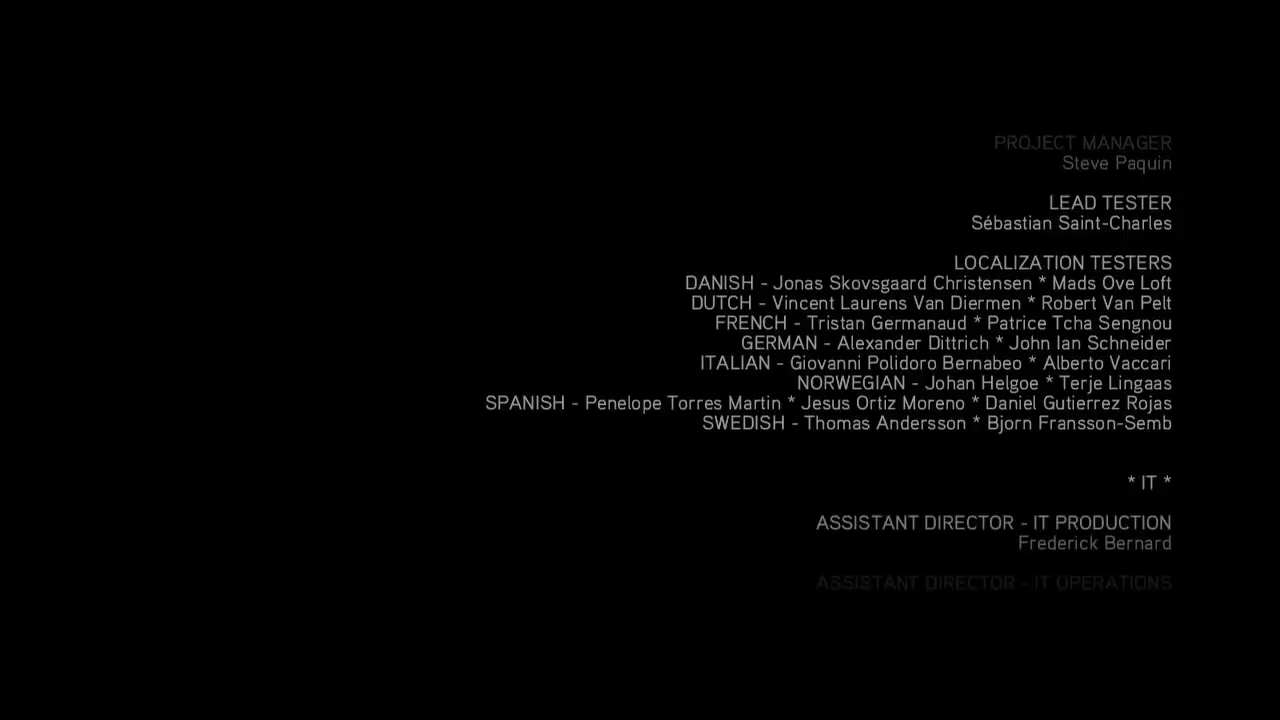 PROJECT MANAGER
Steve Paquin
LEAD TESTER
Sébastian Saint-Charles
LOCALIZATION TESTERS
DANISH - Jonas Skovsgaard Christensen * Mads Ove Loft
DUTCH - Vincent Laurens Van Diermen * Robert Van Pelt
FRENCH - Tristan Germanaud * Patrice Tcha Sengnou
GERMAN - Alexander Dittrich * John Ian Schneider
ITALIAN - Giovanni Polidoro Bernabeo * Alberto Vaccari
NORWEGIAN - Johan Helgoe * Terje Lingaas
SPANISH - Penelope Torres Martin * Jesus Ortiz Moreno * Daniel Gutierrez Rojas
SWEDISH - Thomas Andersson * Bjorn Fransson-Semb
* IT *
ASSISTANT DIRECTOR - IT PRODUCTION
Frederick Bernard
ASSISTANT DIRECTOR - IT OPERATIONS